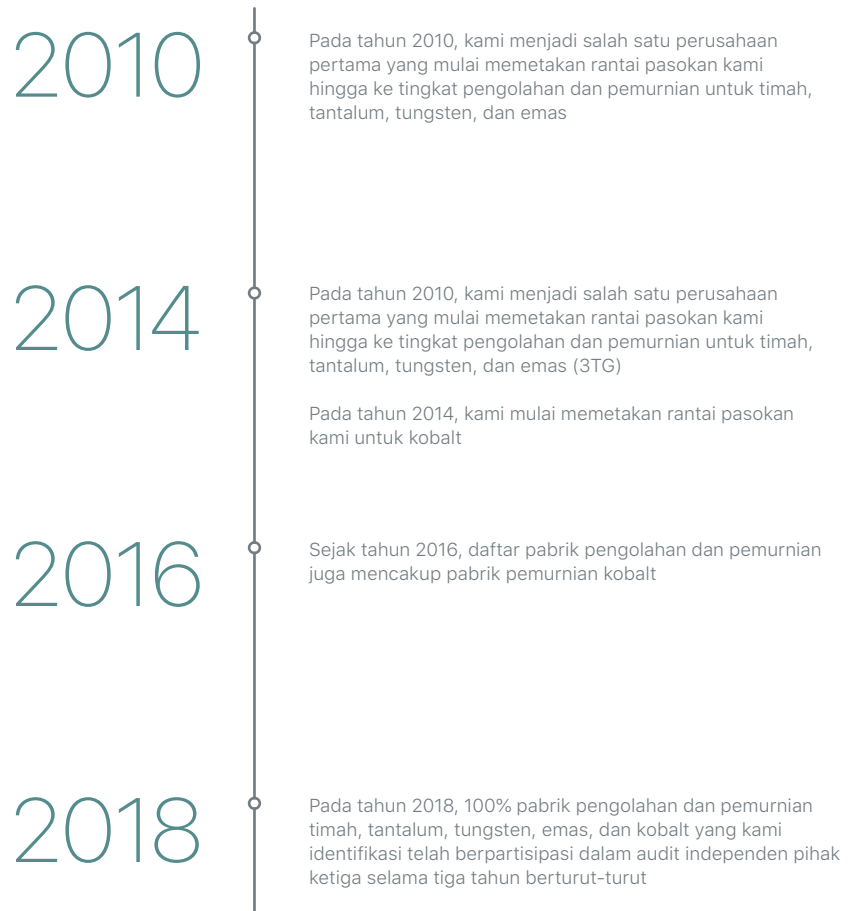 2010
Pada tahun 2010, kami menjadi salah satu perusahaan
pertama yang mulai memetakan rantai pasokan kami
hingga ke tingkat pengolahan dan pemurnian untuk timah,
tantalum, tungsten, dan emas
2014
Pada tahun 2010, kami menjadi salah satu perusahaan
pertama yang mulai memetakan rantai pasokan kami
hingga ke tingkat pengolahan dan pemurnian untuk timah,
tantalum, tungsten, dan emas (3TG)
Pada tahun 2014, kami mulai memetakan rantai pasokan
kami untuk kobalt
2016
Sejak tahun 2016, daftar pabrik pengolahan dan pemurnian
juga mencakup pabrik pemurnian kobalt
2018
Pada tahun 2018, 100% pabrik pengolahan dan pemurnian
timah, tantalum, tungsten, emas, dan kobalt yang kami
identifikasi telah berpartisipasi dalam audit independen pihak
ketiga selama tiga tahun berturut-turut